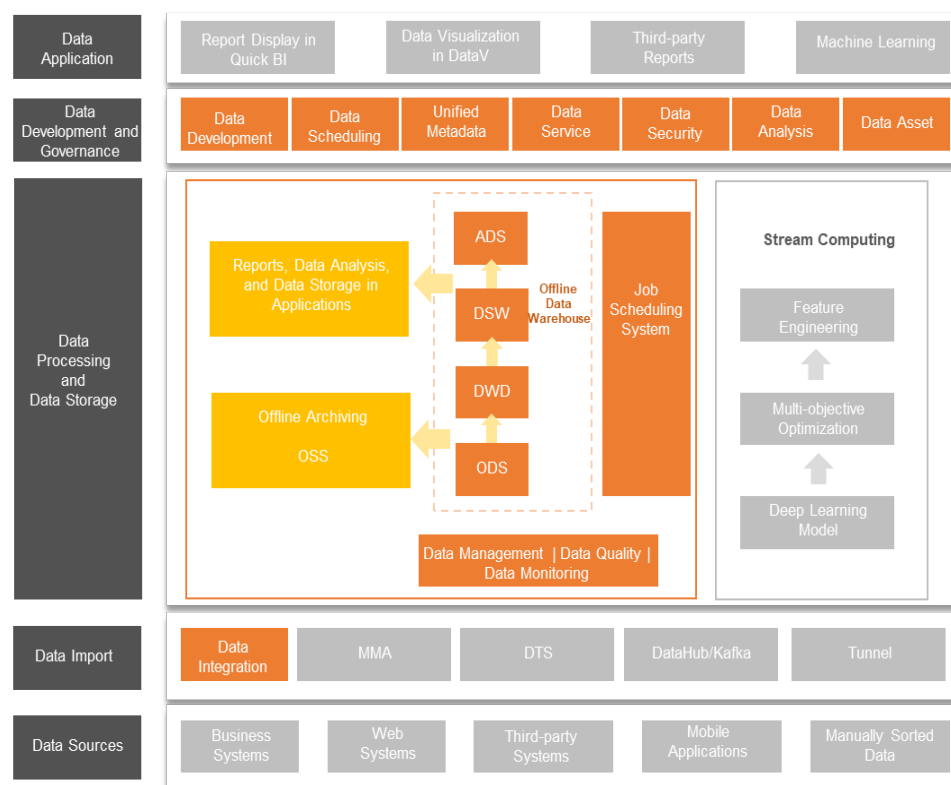 Data
Application
Report Display in
Quick BI
Data Visualization
in DataV
Third-party
Reports
Machine Learning
Data
Development and
Governance
Data
Development
Data
Scheduling
Unified
Metadata
Data
Service
Data
Security
Data
Analysis
Data Asset
Data
Processing
and
Data Storage
Reports, Data Analysis,
and Data Storage in
Applications
Offline Archiving
OSS
ADS
DSW
DWD
ODS
Offline
Data
Warehouse
Job
Scheduling
System
Data Management | Data Quality |
Data Monitoring
Stream Computing
Feature
Engineering
Multi-objective
Optimization
Deep Learning
Model
Data Import
Data
Integration
MMA
DTS
DataHub/Kafka
Tunnel
Data Sources
Business
Systems
Web
Systems
Third-party
Systems
Mobile
Applications
Manually Sorted
Data